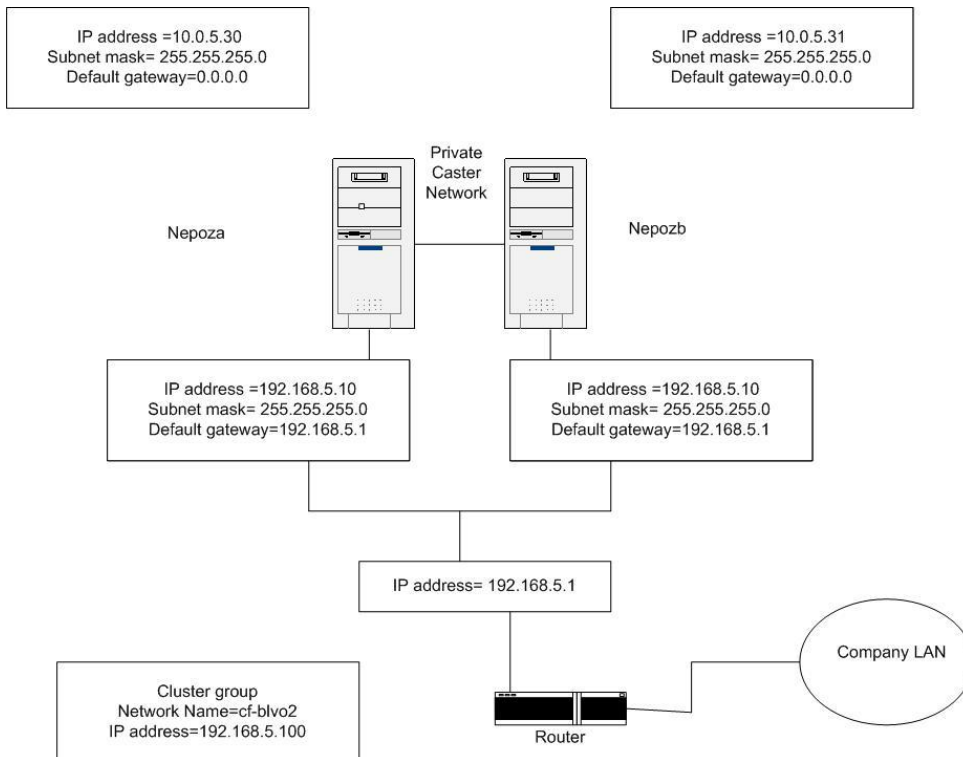 IP address =10.0.5.30
Subnet mask= 255.255.255.0
Default gateway=0.0.0.0
IP address =10.0.5.31
Subnet mask= 255.255.255.0
Default gateway=0.0.0.0
Private
Caster
Network
Nepoza
Nepozb
IP address =192.168.5.10
Subnet mask= 255.255.255.0
Default gateway=192.168.5.1
IP address =192.168.5.10
Subnet mask= 255.255.255.0
Default gateway=192.168.5.1
IP address= 192.168.5.1
Company LAN
Cluster group
Network Name=cf-blvo2
IP address=192.168.5.100
Router